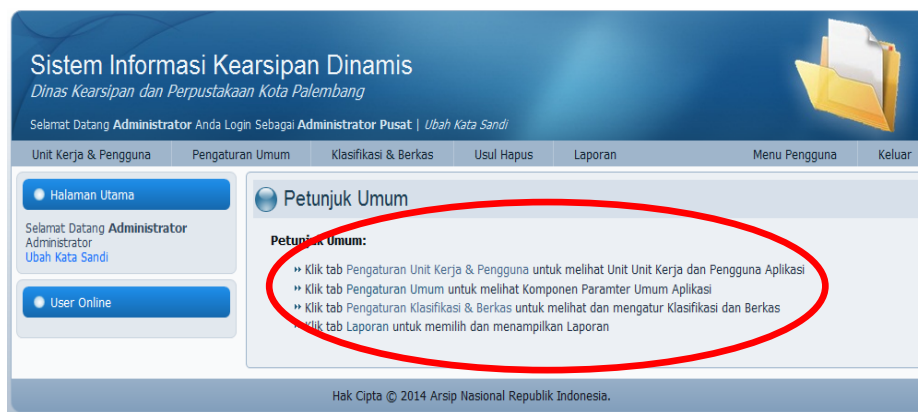 Sistem Informasi Kearsipan Dinamis
Dinas Kearsipan dan Perpustakaan Kota Palembang
Selamat Datang Administrator Anda Login Sebagai Administrator Pusat | Ubah Kata Sandi
Unit Kerja & Pengguna Pengaturan Umum Klasifikasi & Berkas Usul Hapus Laporan Menu Pengguna Keluar
Halaman Utama
Selamat Datang Administrator
Administrator
Ubah Kata Sandi
User Online
Petunjuk Umum
Petunjuk Umum:
Klik tab Pengaturan Unit Kerja & Pengguna untuk melihat Unit Unit Kerja dan Pengguna Aplikasi
Klik tab Pengaturan Umum untuk melihat Komponen Paramter Umum Aplikasi
Klik tab Pengaturan Klasifikasi & Berkas untuk melihat dan mengatur Klasifikasi dan Berkas
Klik tab Laporan untuk memilih dan menampilkan Laporan
Hak Cipta © 2014 Arsip Nasional Republik Indonesia.